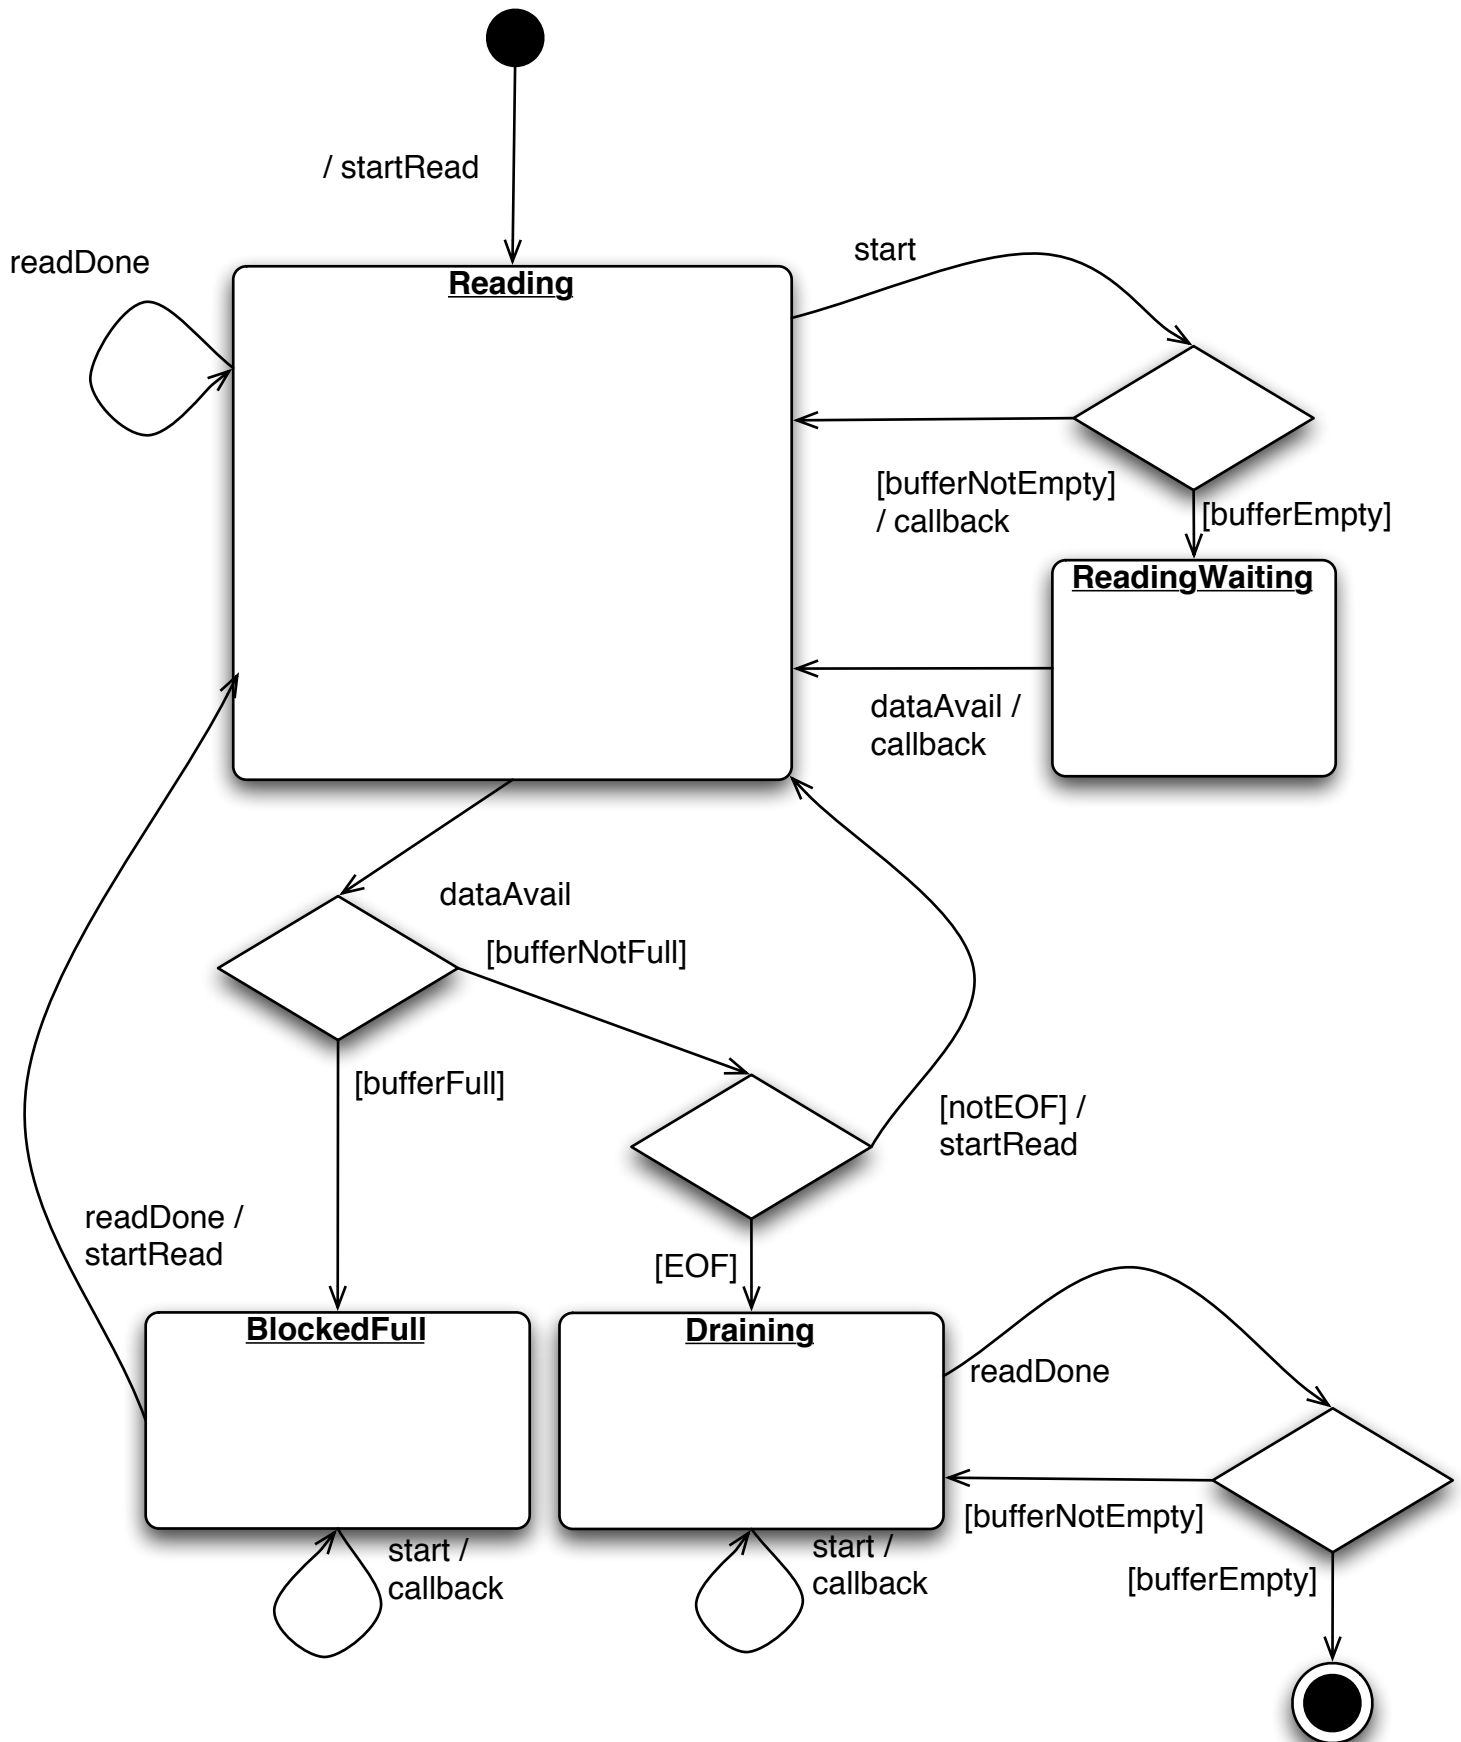 / startRead
readDone
start
Reading
[bufferNotEmpty]
/ callback
[bufferEmpty]
ReadingWaiting
dataAvail /
callback
dataAvail
[bufferNotFull]
[bufferFull]
[notEOF] /
startRead
readDone /
startRead
[EOF]
BlockedFull
Draining
readDone
[bufferNotEmpty]
start /
callback
start /
callback
[bufferEmpty]